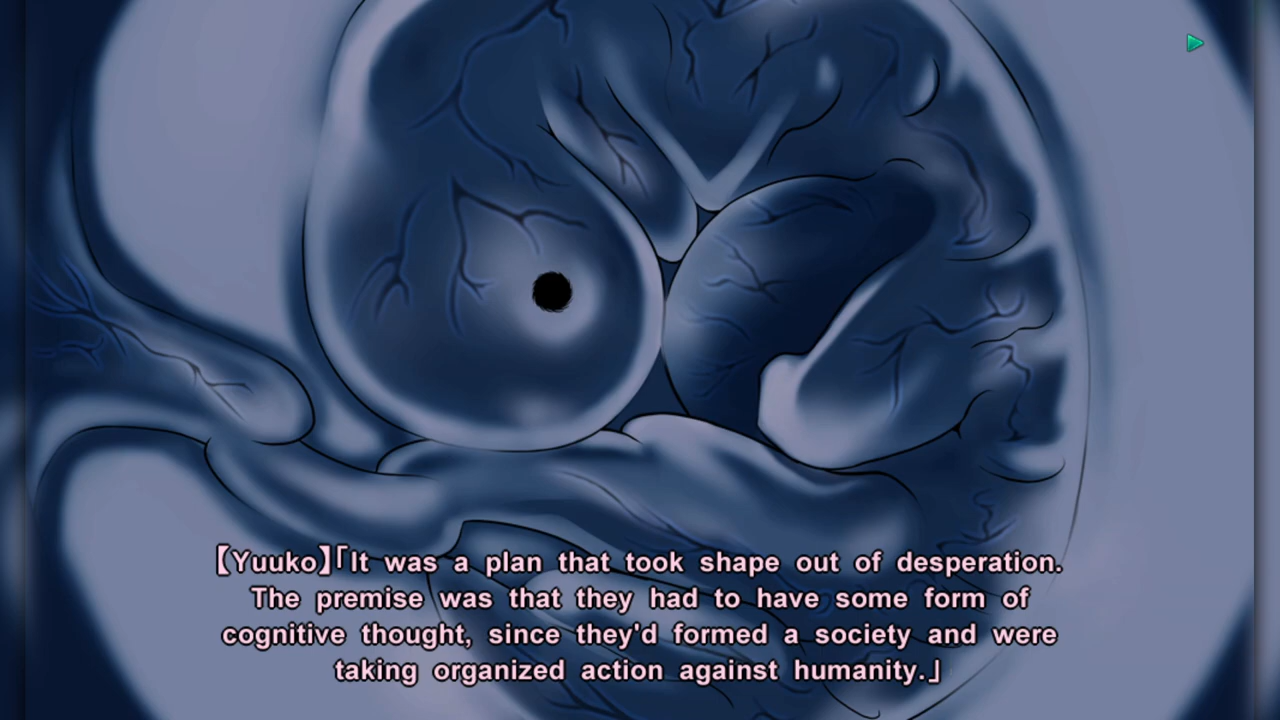 【Yuuko】「It was a plan that took shape out of desperation.
The premise was that they had to have some form of
cognitive thought, since they'd formed a society and were
taking organized action against humanity.」